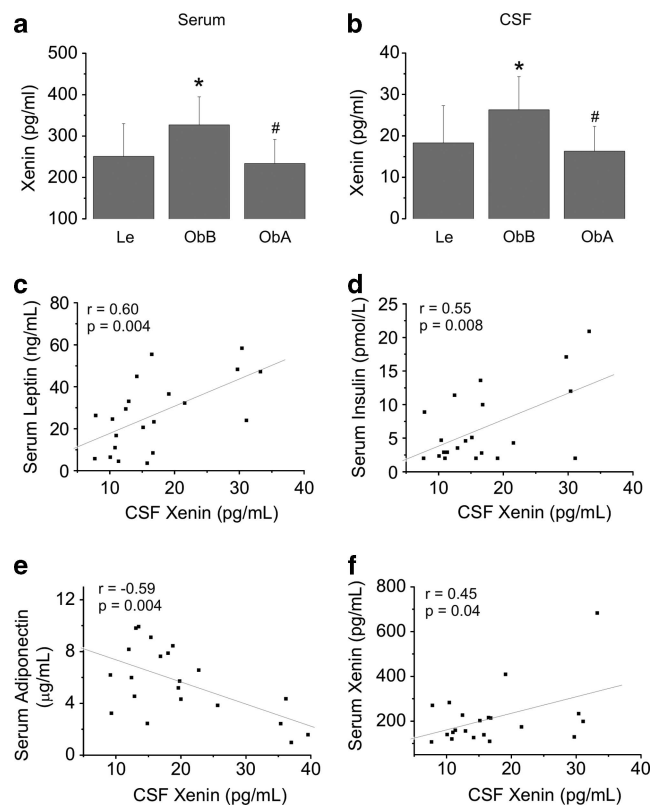 a Serum
Xenin (pg/ml)
500
400
300
200
100
*
#
Le ObB ObA
b CSF
Xenin (pg/ml)
40
30
20
10
0
*
#
Le ObB ObA
c
r = 0.60
p = 0.004
Serum Leptin (ng/mL)
80
60
40
20
0
10 20 30 40
CSF Xenin (pg/mL)
d
r = 0.55
p = 0.008
Serum Insulin (pmol/L)
25
20
15
10
5
0
10 20 30 40
CSF Xenin (pg/mL)
e
r = -0.59
p = 0.004
Serum Adiponectin
(μg/mL)
12
8
4
0
10 20 30 40
CSF Xenin (pg/mL)
f
r = 0.45
p = 0.04
Serum Xenin (pg/mL)
800
600
400
200
10 20 30 40
CSF Xenin (pg/mL)